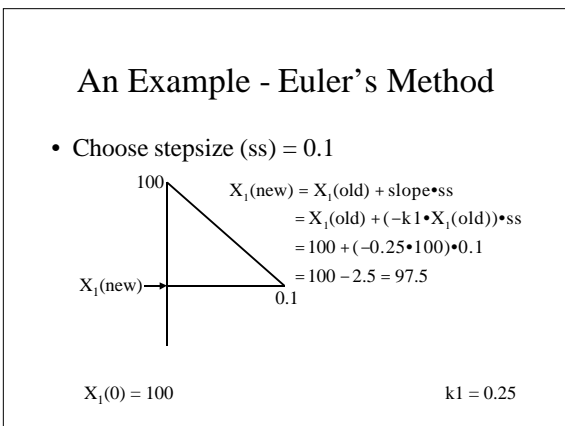 An Example - Euler's Method
• Choose stepsize (ss) = 0.1
100
X₁(new) = X₁(old) + slope•ss
= X₁(old) + (−k1•X₁(old))•ss
= 100 + (−0.25•100)•0.1
= 100 − 2.5 = 97.5
X₁(new)
0.1
X₁(0) = 100
k1 = 0.25